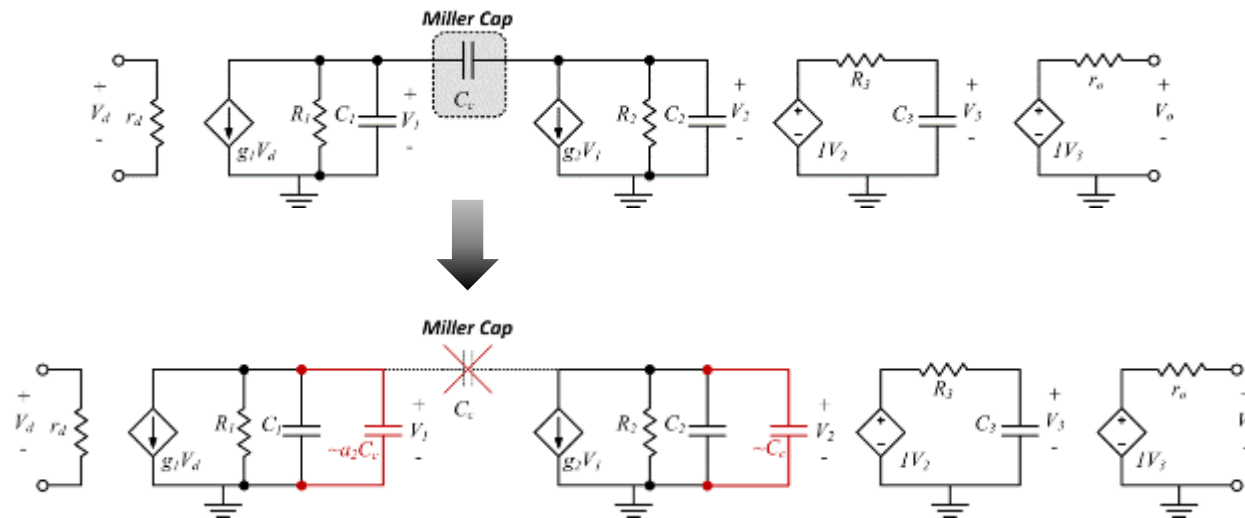 Miller Cap
+
V_d
-
r_d
g_1V_d
R_1
C_1
+
V_1
-
C_c
g_2V_1
R_2
C_2
+
V_2
-
+
-
1V_2
R_3
C_3
+
V_3
-
+
-
1V_3
r_o
+
V_o
-
Miller Cap
+
V_d
-
r_d
g_1V_d
R_1
C_1
~a_2C_c
+
V_1
-
C_c
g_2V_1
R_2
C_2
~C_c
+
V_2
-
+
-
1V_2
R_3
C_3
+
V_3
-
+
-
1V_3
r_o
+
V
-